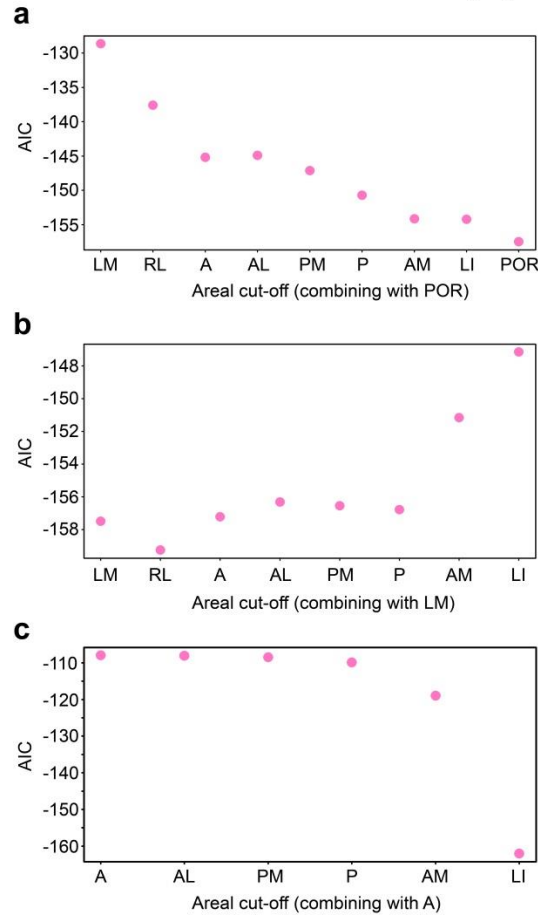 a
-130
-135
-140
-145
-150
-155
AIC
LM RL A AL PM P AM LI POR
Areal cut-off (combining with POR)
b
-148
-150
-152
-154
-156
-158
AIC
LM RL A AL PM P AM LI
Areal cut-off (combining with LM)
c
-110
-120
-130
-140
-150
-160
AIC
A AL PM P AM LI
Areal cut-off (combining with A)